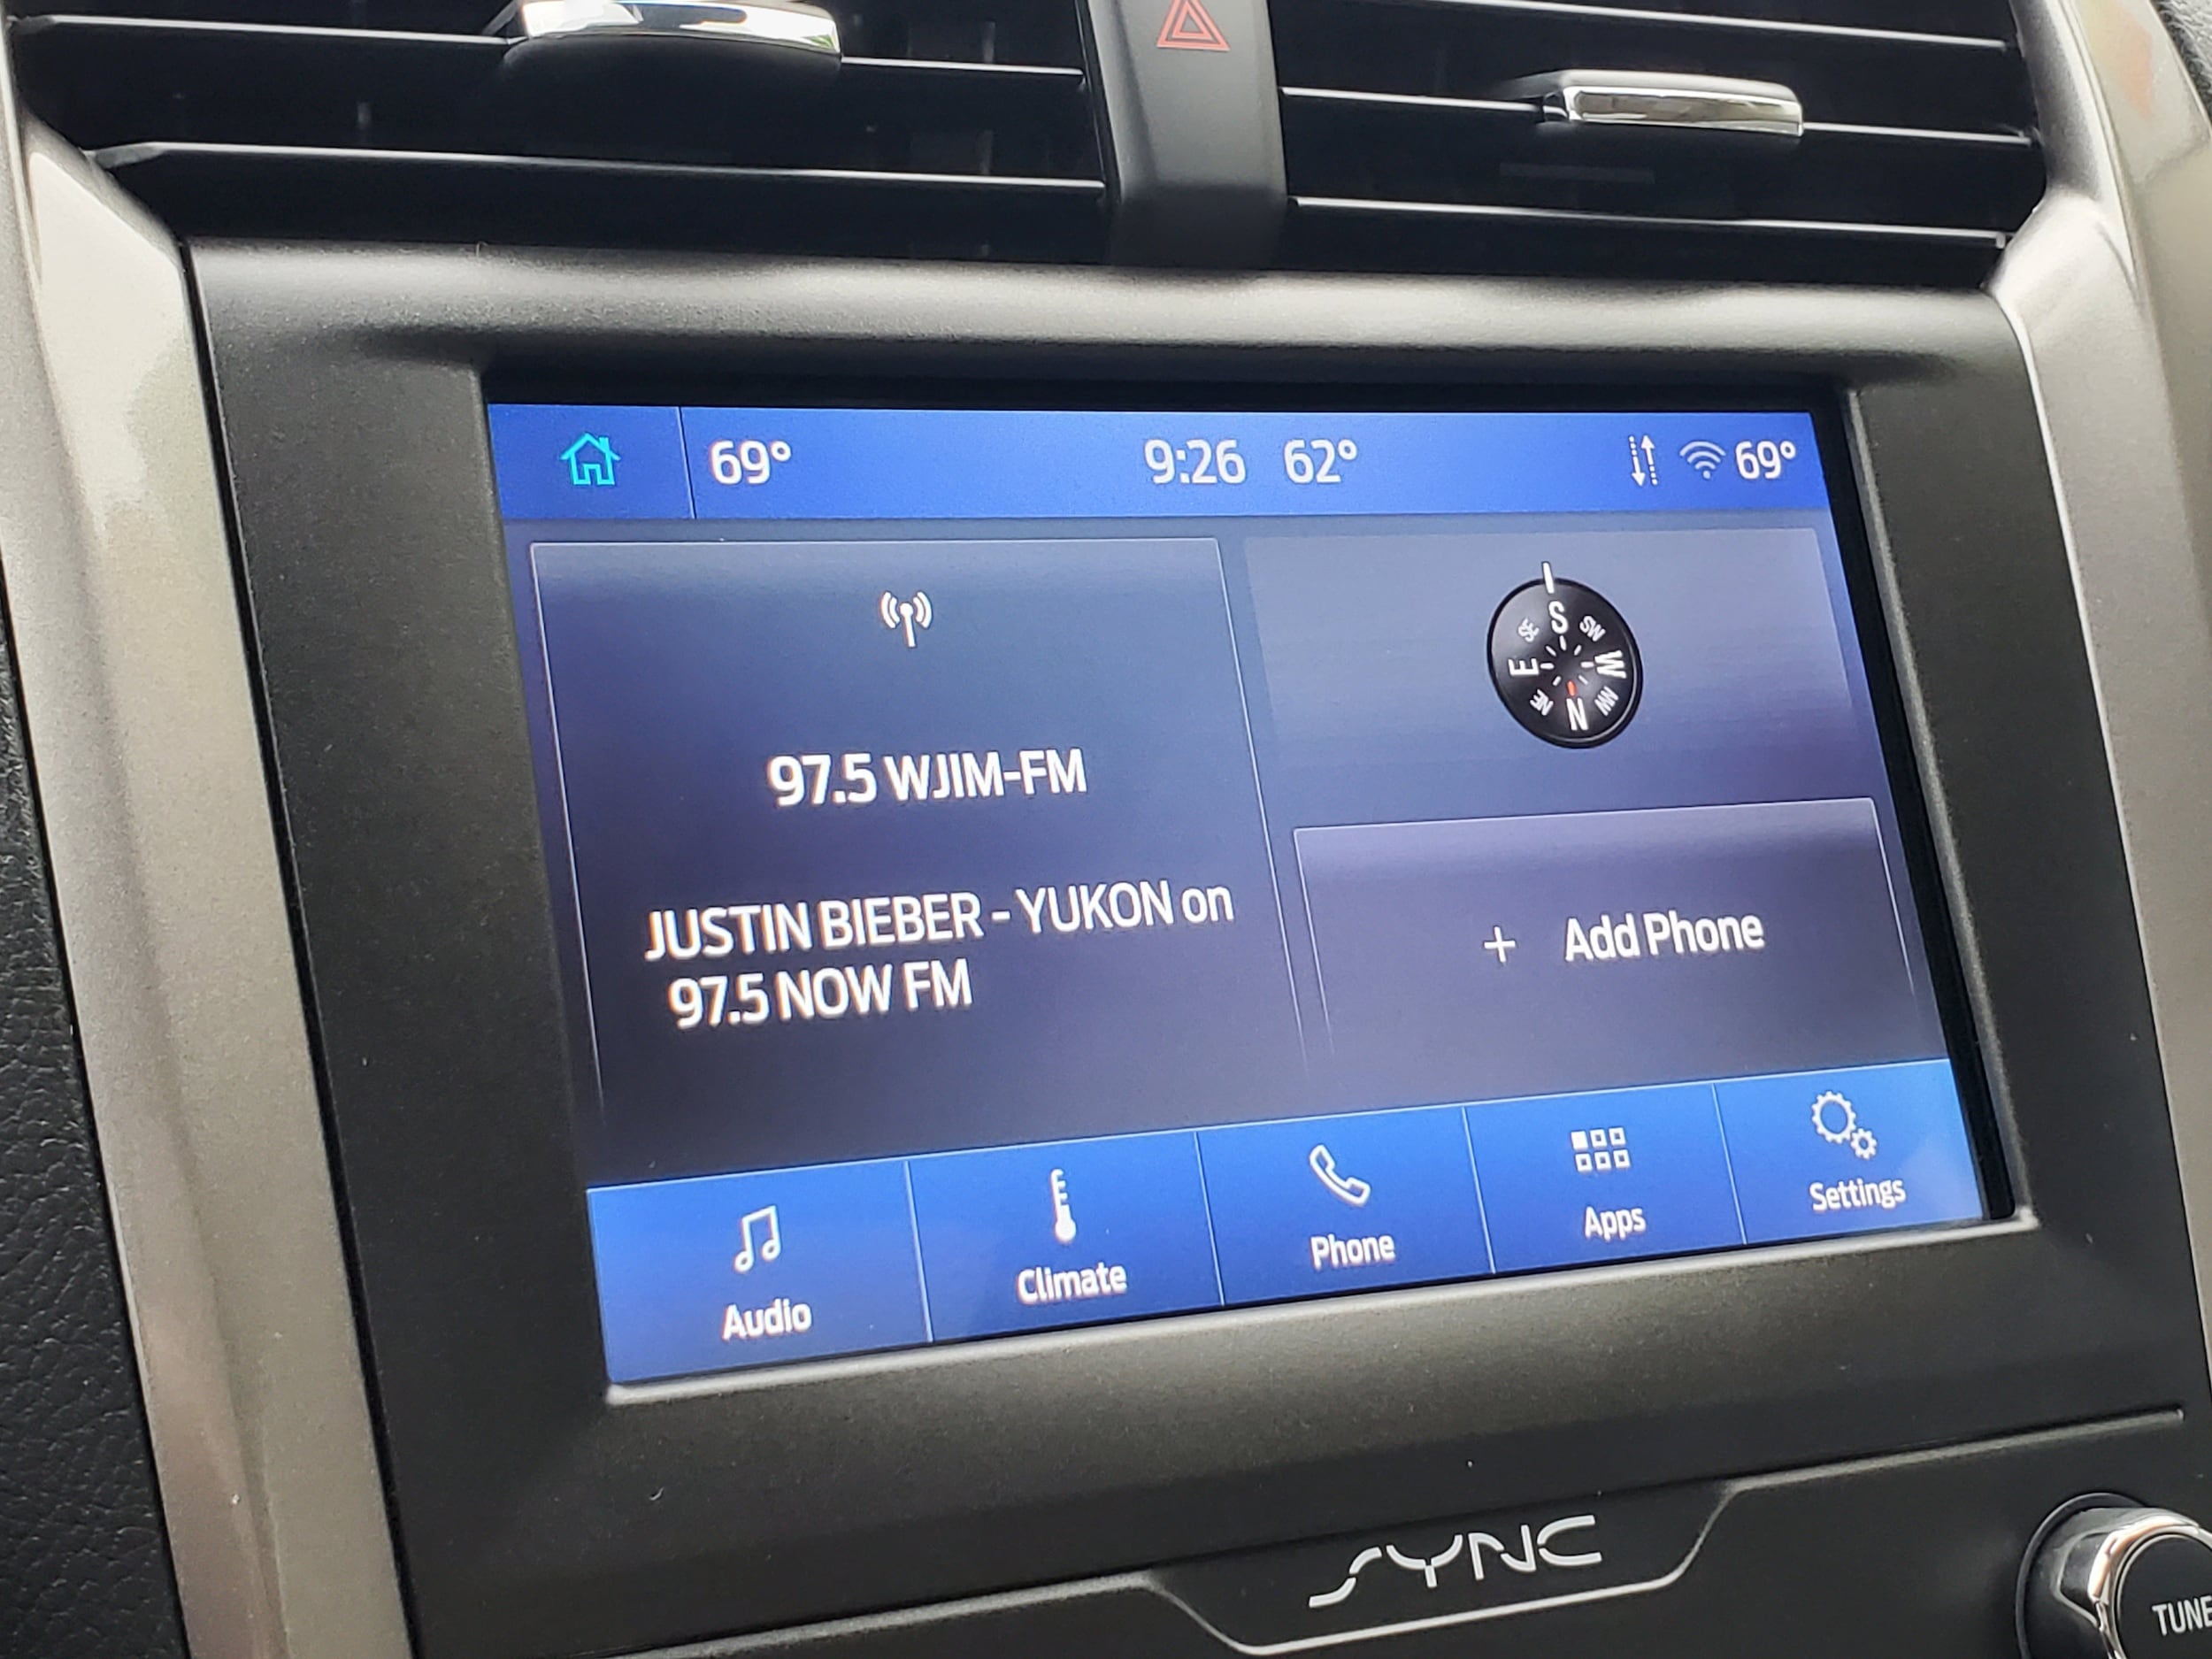 69°
9:26 62°
69°
97.5 WJIM-FM
JUSTIN BIEBER - YUKON on
97.5 NOW FM
S
SE SW
E W
NE NW
N
+ Add Phone
Audio
Climate
Phone
Apps
Settings
SYNC
TUNE